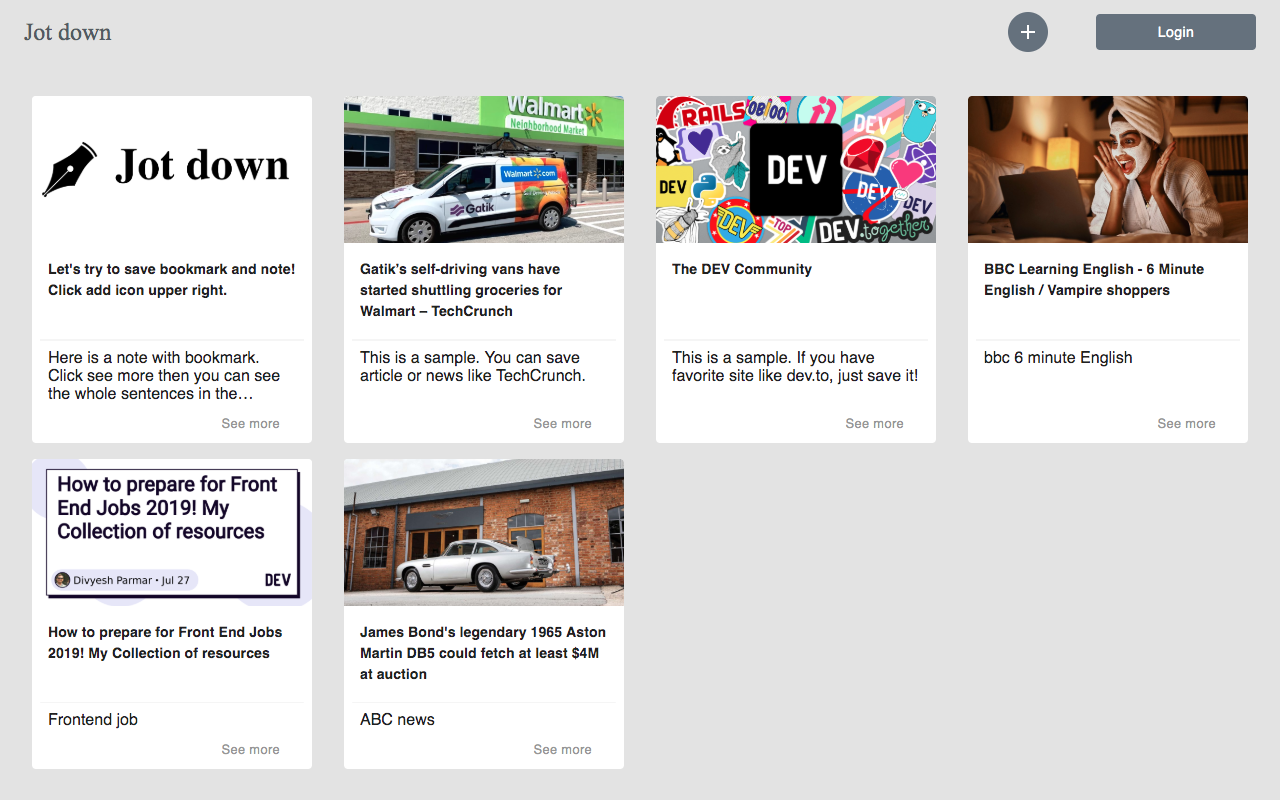 Jot down
+
Login
Jot down
Let's try to save bookmark and note!
Click add icon upper right.
Here is a note with bookmark.
Click see more then you can see
the whole sentences in the…
See more
Walmart
Neighborhood Market
Walmart.com
Gatik
Gatik's self-driving vans have
started shuttling groceries for
Walmart – TechCrunch
This is a sample. You can save
article or news like TechCrunch.
See more
RAILS
DEV
DEV
DEV
DEV
DEV
DEV
TOP
DEV.together
The DEV Community
This is a sample. If you have
favorite site like dev.to, just save it!
See more
BBC Learning English - 6 Minute
English / Vampire shoppers
bbc 6 minute English
See more
How to prepare for Front
End Jobs 2019! My
Collection of resources
Divyesh Parmar • Jul 27
DEV
How to prepare for Front End Jobs
2019! My Collection of resources
Frontend job
See more
James Bond's legendary 1965 Aston
Martin DB5 could fetch at least $4M
at auction
ABC news
See more